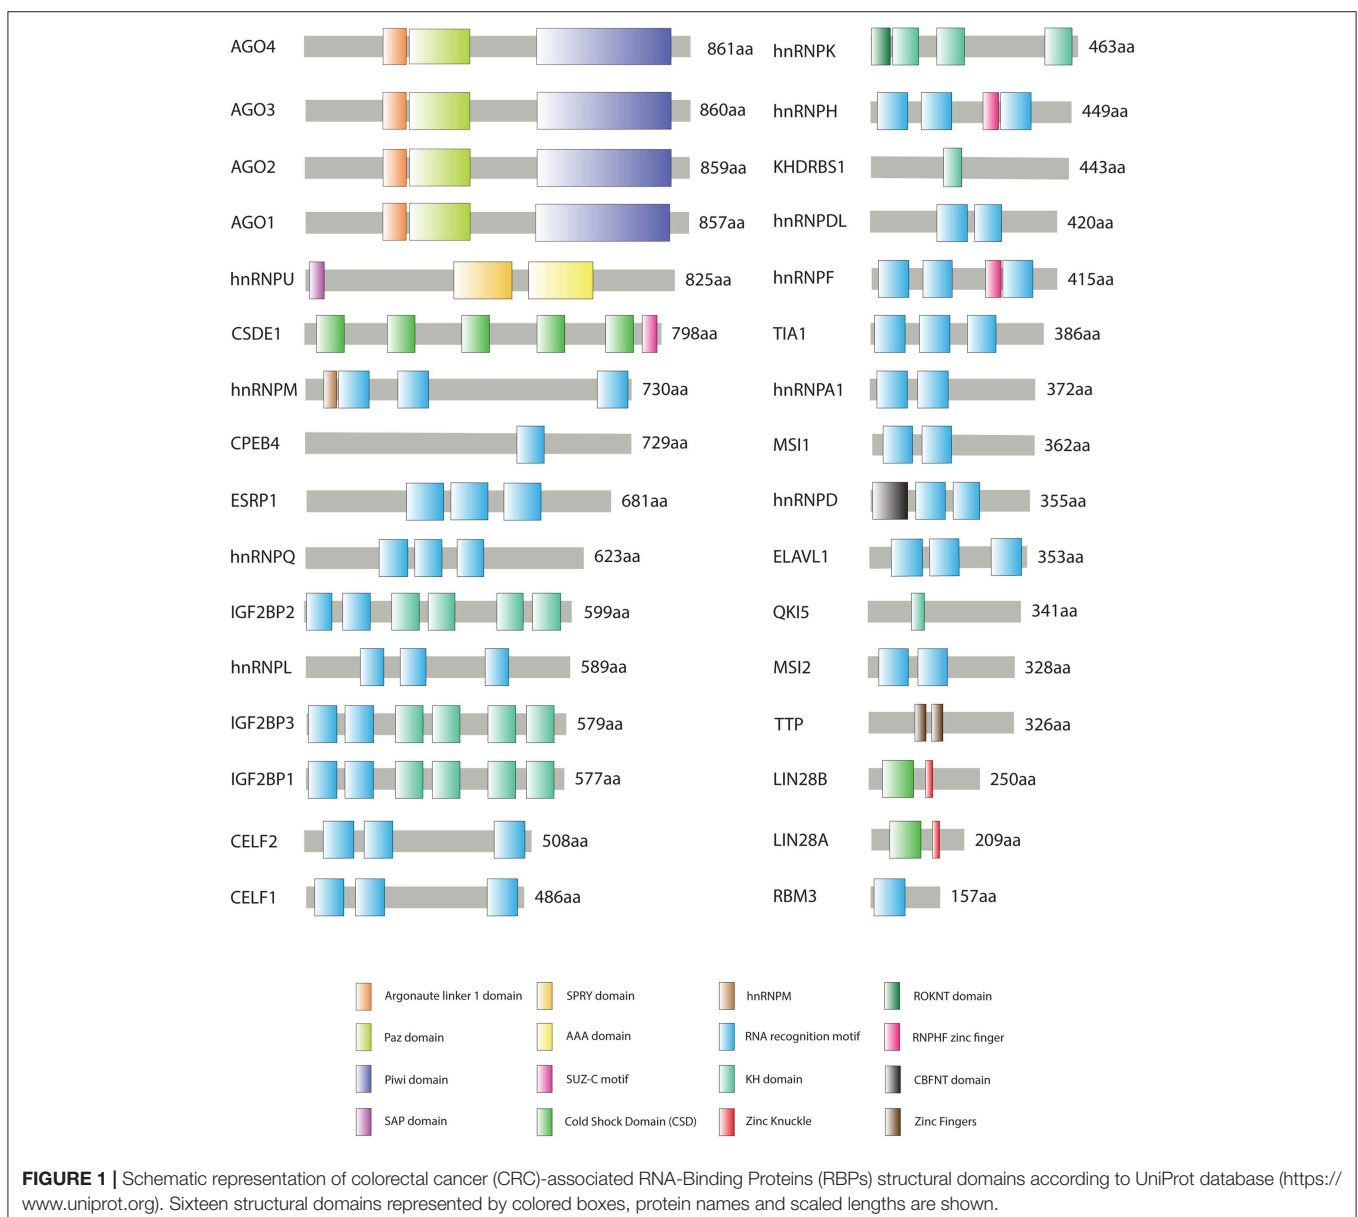 AGO4 861aa
AGO3 860aa
AGO2 859aa
AGO1 857aa
hnRNPU 825aa
CSDE1 798aa
hnRNPM 730aa
CPEB4 729aa
ESRP1 681aa
hnRNPQ 623aa
IGF2BP2 599aa
hnRNPL 589aa
IGF2BP3 579aa
IGF2BP1 577aa
CELF2 508aa
CELF1 486aa
hnRNPK 463aa
hnRNPH 449aa
KHDRBS1 443aa
hnRNPDL 420aa
hnRNPF 415aa
TIA1 386aa
hnRNPA1 372aa
MSI1 362aa
hnRNPD 355aa
ELAVL1 353aa
QKI5 341aa
MSI2 328aa
TTP 326aa
LIN28B 250aa
LIN28A 209aa
RBM3 157aa
Argonaute linker 1 domain
Paz domain
Piwi domain
SAP domain
SPRY domain
AAA domain
SUZ-C motif
Cold Shock Domain (CSD)
hnRNPM
RNA recognition motif
KH domain
Zinc Knuckle
ROKNT domain
RNPHF zinc finger
CBFNT domain
Zinc Fingers
FIGURE 1 | Schematic representation of colorectal cancer (CRC)-associated RNA-Binding Proteins (RBPs) structural domains according to UniProt database (https://
www.uniprot.org). Sixteen structural domains represented by colored boxes, protein names and scaled lengths are shown.